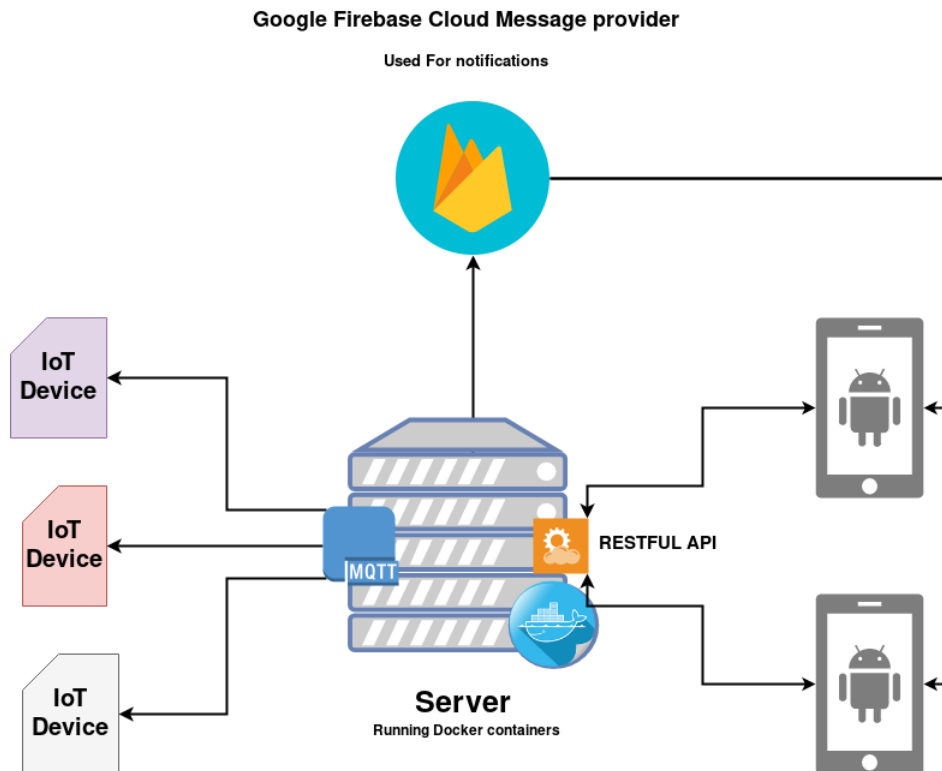 Google Firebase Cloud Message provider
Used For notifications
IoT
Device
IoT
Device
IoT
Device
MQTT
RESTFUL API
Server
Running Docker containers